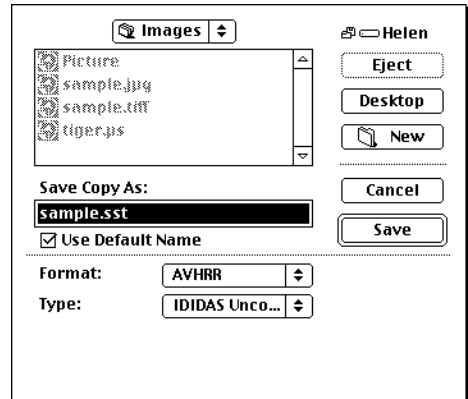 Images
Helen
Picture
sample.jpg
sample.tiff
tiger.ps
Eject
Desktop
New
Save Copy As:
sample.sst
Use Default Name
Cancel
Save
Format: AVHRR
Type: IDIDAS Unco...